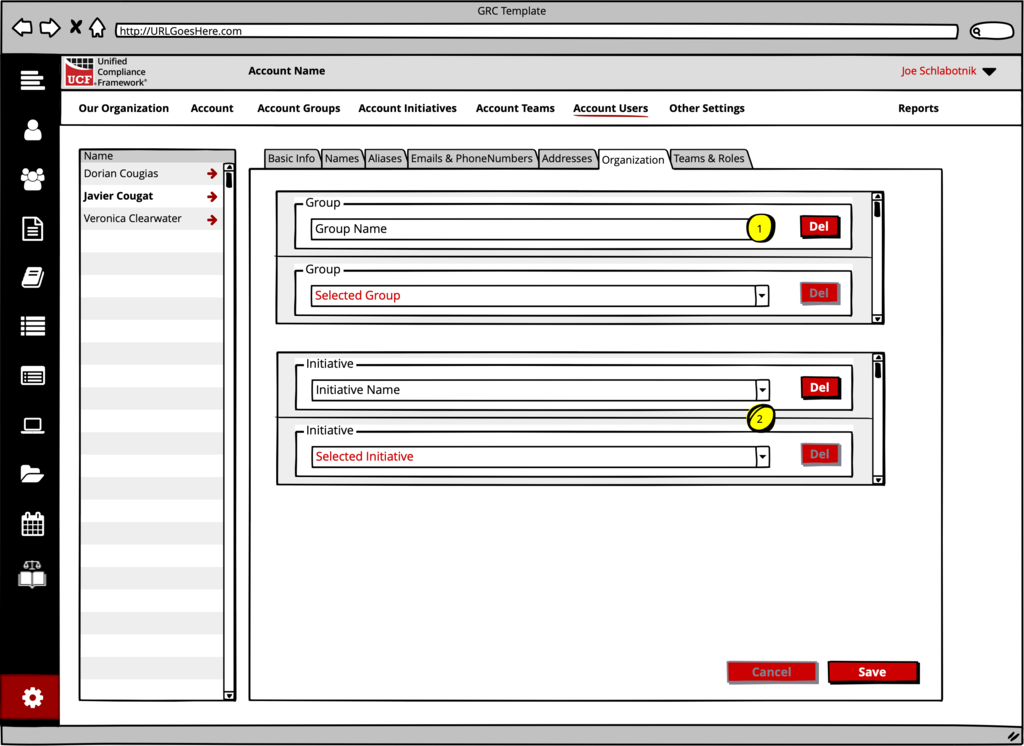 GRC Template
http://URLGoesHere.com
UCF
Unified
Compliance
Framework®
Account Name
Joe Schlabotnik
Our Organization
Account
Account Groups
Account Initiatives
Account Teams
Account Users
Other Settings
Reports
Name
Dorian Cougias
Javier Cougat
Veronica Clearwater
Basic Info
Names
Aliases
Emails & PhoneNumbers
Addresses
Organization
Teams & Roles
Group
Group Name
1
Del
Group
Selected Group
Del
Initiative
Initiative Name
Del
2
Initiative
Selected Initiative
Del
Cancel
Save